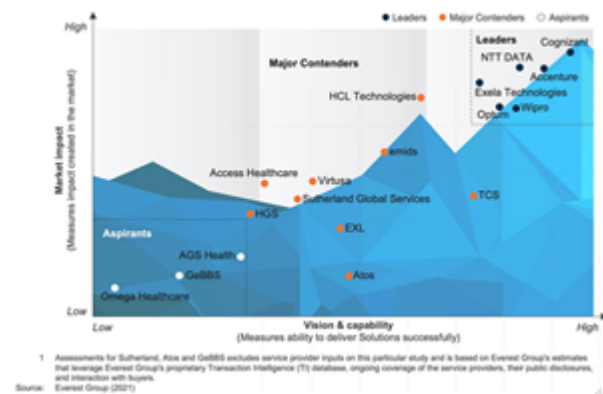 High
Leaders
Major Contenders
Aspirants
Leaders
Cognizant
NTT DATA
Accenture
Exela Technologies
Optum
Wipro
Major Contenders
HCL Technologies
emids
Access Healthcare
Virtusa
Sutherland Global Services
TCS
HGS
EXL
Atos
Aspirants
AGS Health
GeBBS
Omega Healthcare
Market impact
(Measures impact created in the market)
Low
Low
Vision & capability
High
(Measures ability to deliver Solutions successfully)
1 Assessments for Sutherland, Atos and GeBBS excludes service provider inputs on this particular study and is based on Everest Group's estimates
that leverage Everest Group's proprietary Transaction Intelligence (TI) database, ongoing coverage of the service providers, their public disclosures,
and interaction with buyers.
Source: Everest Group (2021)